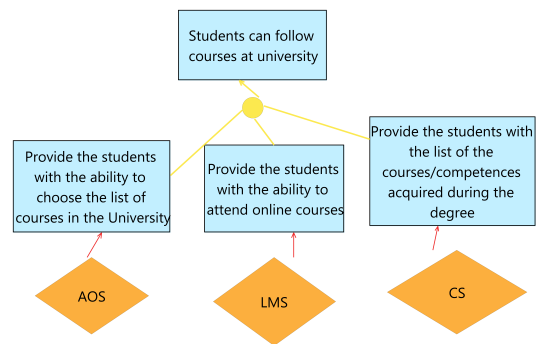 Students can follow
courses at university
Provide the students
with the ability to
choose the list of
courses in the University
Provide the students
with the ability to
attend online courses
Provide the students with
the list of the
courses/competences
acquired during the
degree
AOS
LMS
CS